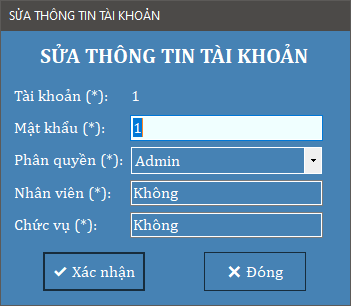 SỬA THÔNG TIN TÀI KHOẢN
SỬA THÔNG TIN TÀI KHOẢN
Tài khoản (*): 1
Mật khẩu (*): 1
Phân quyền (*): Admin
Nhân viên (*): Không
Chức vụ (*): Không
Xác nhận Đóng